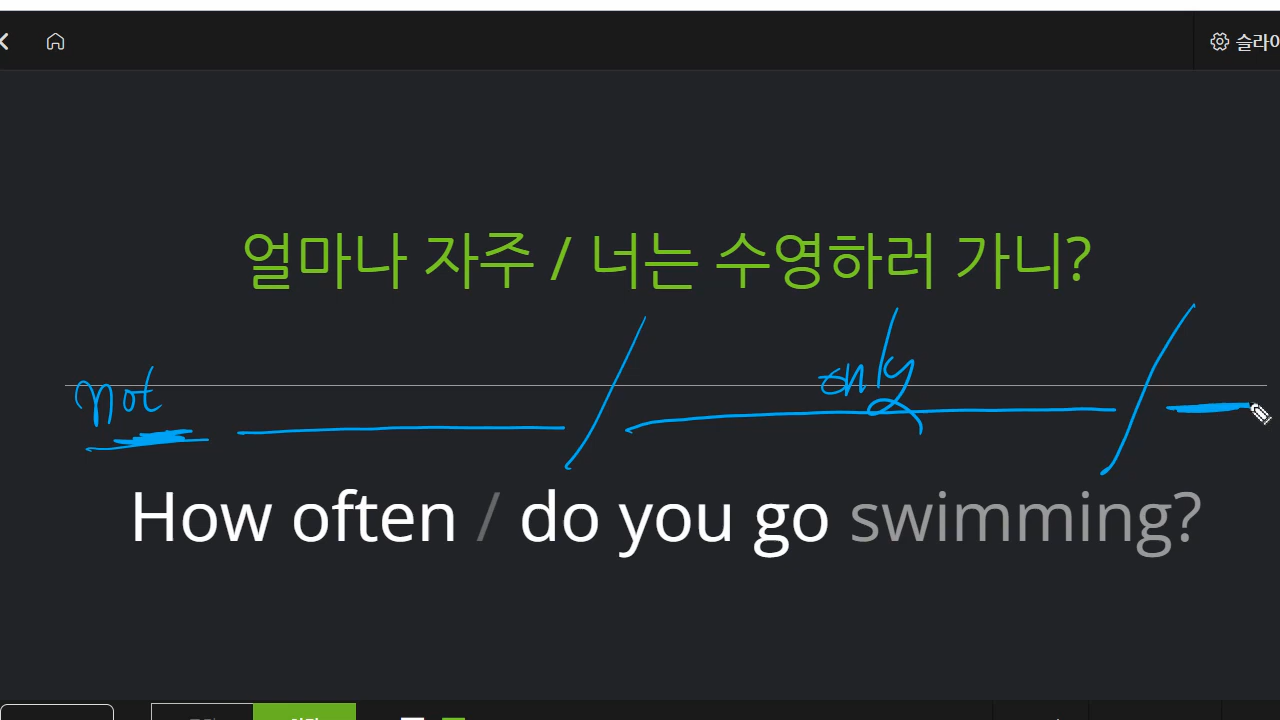 슬라이
얼마나 자주 / 너는 수영하러 가니?
not only
How often / do you go swimming?